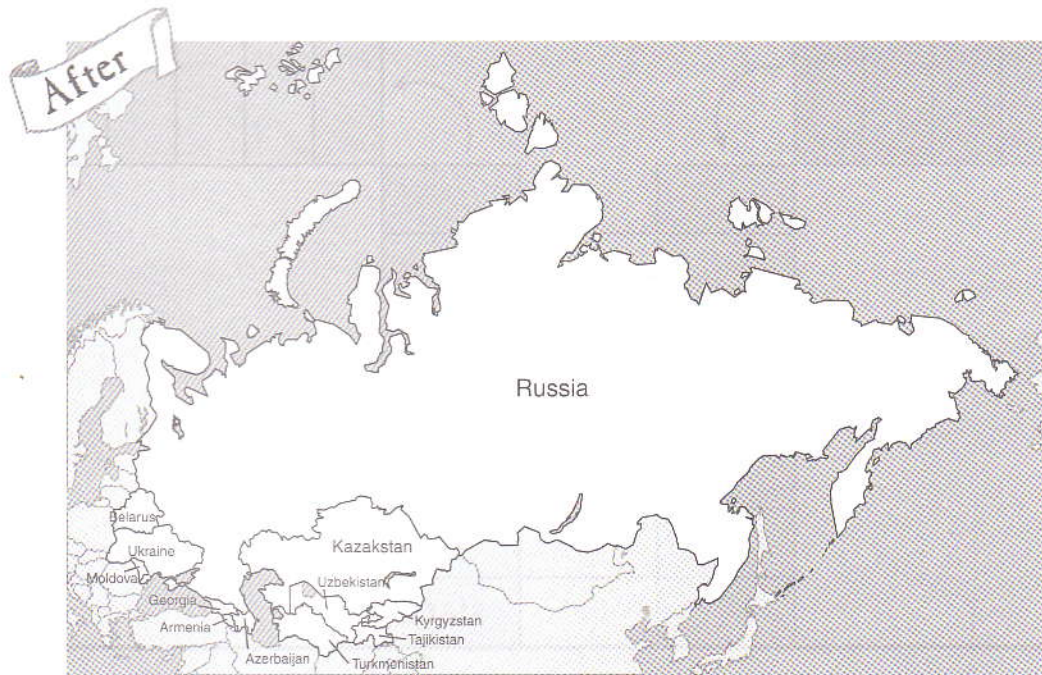 After
Russia
Belarus
Ukraine
Kazakstan
Moldova
Uzbekistan
Georgia
Kyrgyzstan
Armenia
Tajikistan
Azerbaijan
Turkmenistan